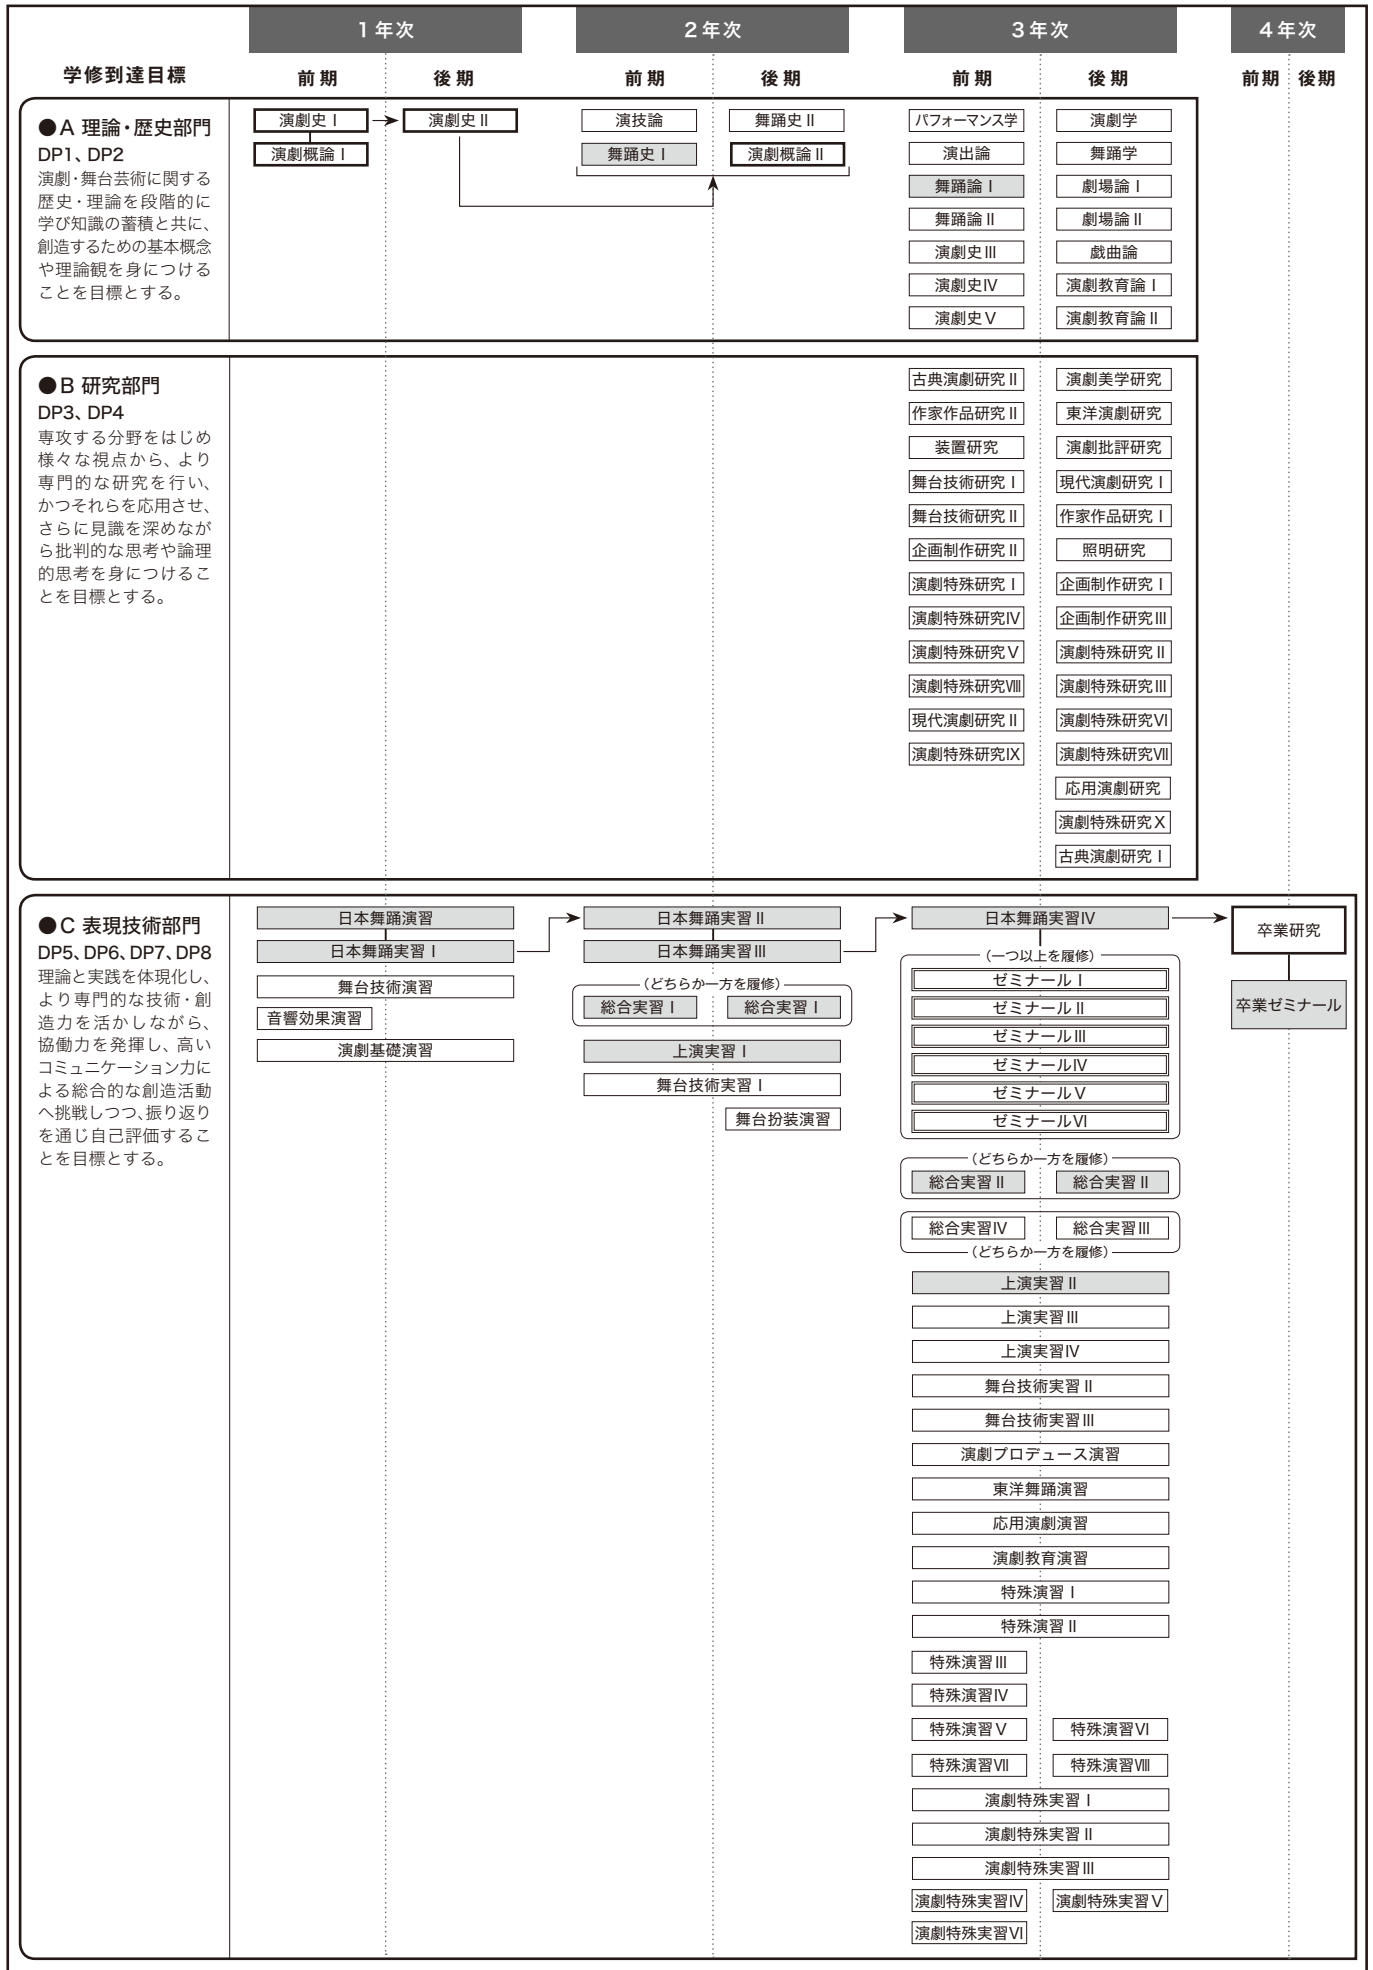 1年次 2年次 3年次 4年次
学修到達目標 前期 後期 前期 後期 前期 後期 前期 後期
●A 理論・歴史部門
DP1、DP2
演劇・舞台芸術に関する
歴史・理論を段階的に
学び知識の蓄積と共に、
創造するための基本概念
や理論観を身につける
ことを目標とする。
演劇史Ⅰ 演劇史Ⅱ 演技論 舞踊史Ⅱ パフォーマンス学 演劇学
演劇概論Ⅰ 舞踊史Ⅰ 演劇概論Ⅱ 演出論 舞踊学
舞踊論Ⅰ 劇場論Ⅰ
舞踊論Ⅱ 劇場論Ⅱ
演劇史Ⅲ 戯曲論
演劇史Ⅳ 演劇教育論Ⅰ
演劇史Ⅴ 演劇教育論Ⅱ
●B 研究部門
DP3、DP4
専攻する分野をはじめ
様々な視点から、より
専門的な研究を行い、
かつそれらを応用させ、
さらに見識を深めなが
ら批判的な思考や論理
的思考を身につけるこ
とを目標とする。
古典演劇研究Ⅱ 演劇美学研究
作家作品研究Ⅱ 東洋演劇研究
装置研究 演劇批評研究
舞台技術研究Ⅰ 現代演劇研究Ⅰ
舞台技術研究Ⅱ 作家作品研究Ⅰ
企画制作研究Ⅱ 照明研究
演劇特殊研究Ⅰ 企画制作研究Ⅰ
演劇特殊研究Ⅳ 企画制作研究Ⅲ
演劇特殊研究Ⅴ 演劇特殊研究Ⅱ
演劇特殊研究Ⅷ 演劇特殊研究Ⅲ
現代演劇研究Ⅱ 演劇特殊研究Ⅵ
演劇特殊研究Ⅸ 演劇特殊研究Ⅶ
応用演劇研究
演劇特殊研究Ⅹ
古典演劇研究Ⅰ
●C 表現技術部門
DP5、DP6、DP7、DP8
理論と実践を体現化し、
より専門的な技術・創
造力を活かしながら、
協働力を発揮し、高い
コミュニケーション力に
よる総合的な創造活動
へ挑戦しつつ、振り返り
を通じ自己評価するこ
とを目標とする。
日本舞踊演習 日本舞踊実習Ⅱ 日本舞踊実習Ⅳ 卒業研究
日本舞踊実習Ⅰ 日本舞踊実習Ⅲ (一つ以上を履修)
舞台技術演習 (どちらか一方を履修) ゼミナールⅠ
音響効果演習 総合実習Ⅰ 総合実習Ⅰ ゼミナールⅡ 卒業ゼミナール
演劇基礎演習 上演実習Ⅰ ゼミナールⅢ
ゼミナールⅣ
舞台技術実習Ⅰ ゼミナールⅤ
舞台扮装演習 ゼミナールⅥ
(どちらか一方を履修)
総合実習Ⅱ 総合実習Ⅱ
総合実習Ⅳ 総合実習Ⅲ
(どちらか一方を履修)
上演実習Ⅱ
上演実習Ⅲ
上演実習Ⅳ
舞台技術実習Ⅱ
舞台技術実習Ⅲ
演劇プロデュース演習
東洋舞踊演習
応用演劇演習
演劇教育演習
特殊演習Ⅰ
特殊演習Ⅱ
特殊演習Ⅲ
特殊演習Ⅳ
特殊演習Ⅴ 特殊演習Ⅵ
特殊演習Ⅶ 特殊演習Ⅷ
演劇特殊実習Ⅰ
演劇特殊実習Ⅱ
演劇特殊実習Ⅲ
演劇特殊実習Ⅳ 演劇特殊実習Ⅴ
演劇特殊実習Ⅵ